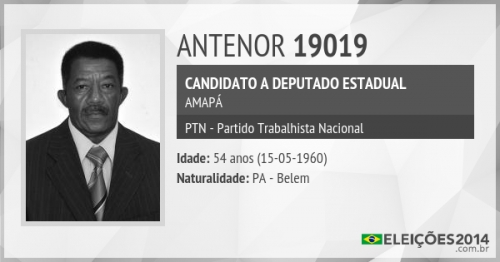 ANTENOR 19019
CANDIDATO A DEPUTADO ESTADUAL
AMAPÁ
PTN - Partido Trabalhista Nacional
Idade: 54 anos (15-05-1960)
Naturalidade: PA - Belem
ELEIÇÕES2014
.com.br